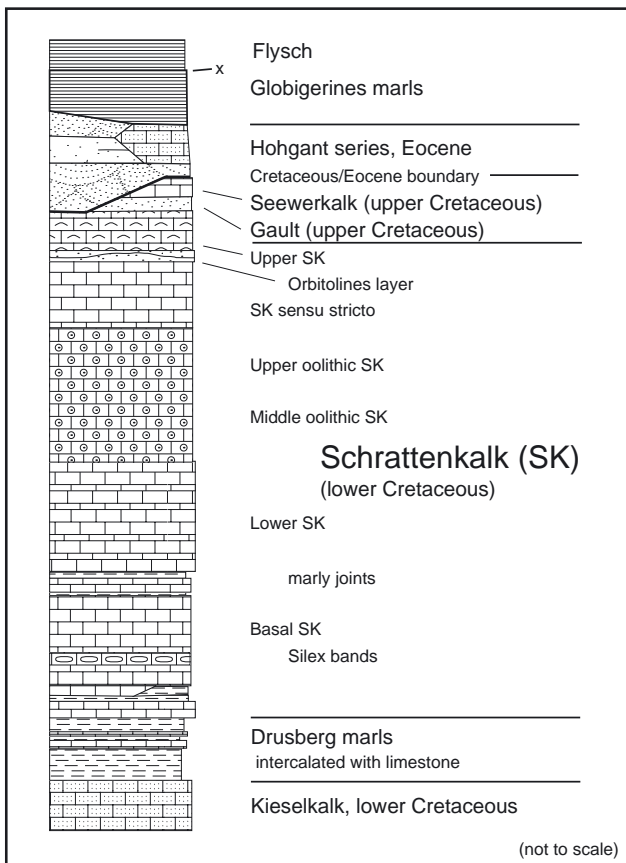 Flysch
x
Globigerines marls
Hohgant series, Eocene
Cretaceous/Eocene boundary
Seewerkalk (upper Cretaceous)
Gault (upper Cretaceous)
Upper SK
Orbitolines layer
SK sensu stricto
Upper oolithic SK
Middle oolithic SK
Schrattenkalk (SK)
(lower Cretaceous)
Lower SK
marly joints
Basal SK
Silex bands
Drusberg marls
intercalated with limestone
Kieselkalk, lower Cretaceous
(not to scale)